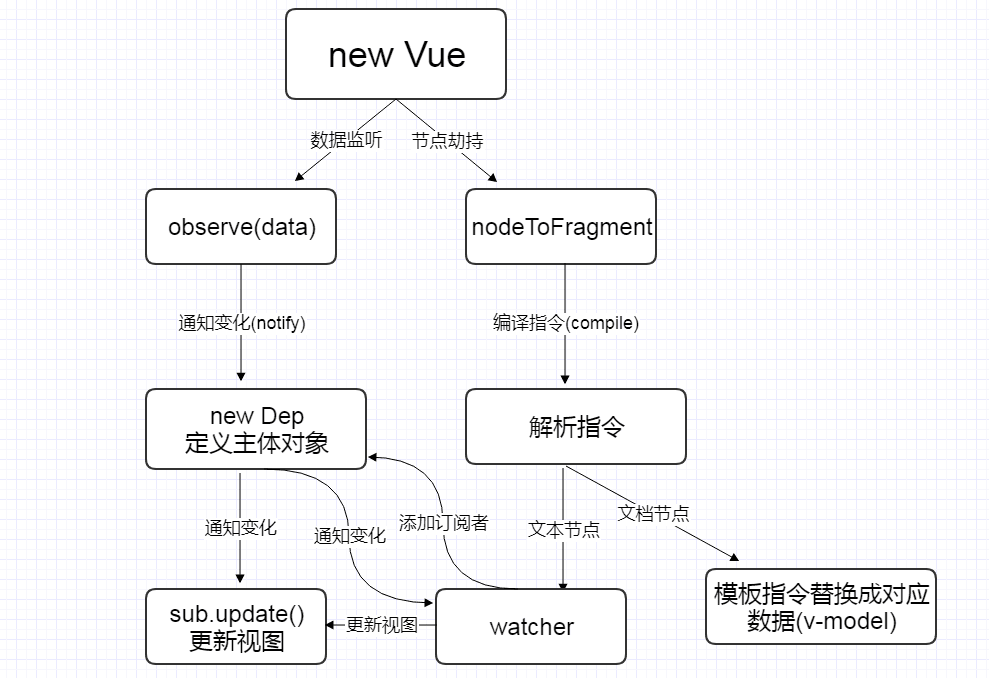 new Vue
数据监听
节点劫持
observe(data)
nodeToFragment
通知变化(notify)
编译指令(compile)
new Dep
定义主体对象
解析指令
通知变化
通知变化
添加订阅者
文本节点
文档节点
sub.update()
更新视图
更新视图
watcher
模板指令替换成对应
数据(v-model)